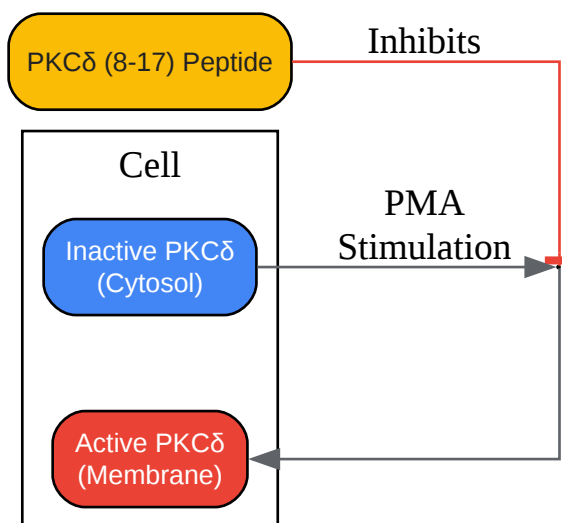 PKCδ (8-17) Peptide
Inhibits
Cell
PMA
Stimulation
Inactive PKCδ
(Cytosol)
Active PKCδ
(Membrane)